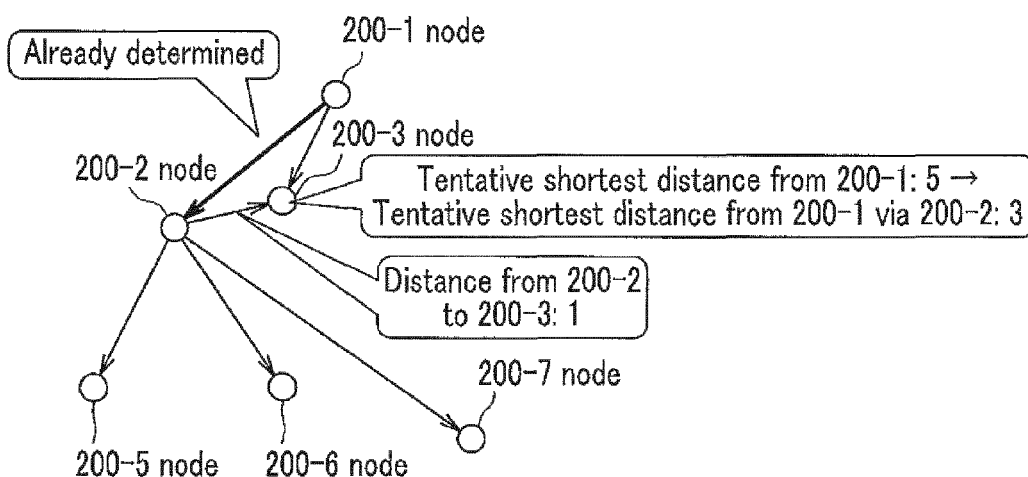 200-1 node
Already determined
200-3 node
200-2 node
Tentative shortest distance from 200-1: 5 →
Tentative shortest distance from 200-1 via 200-2: 3
Distance from 200-2
to 200-3: 1
200-7 node
200-5 node
200-6 node